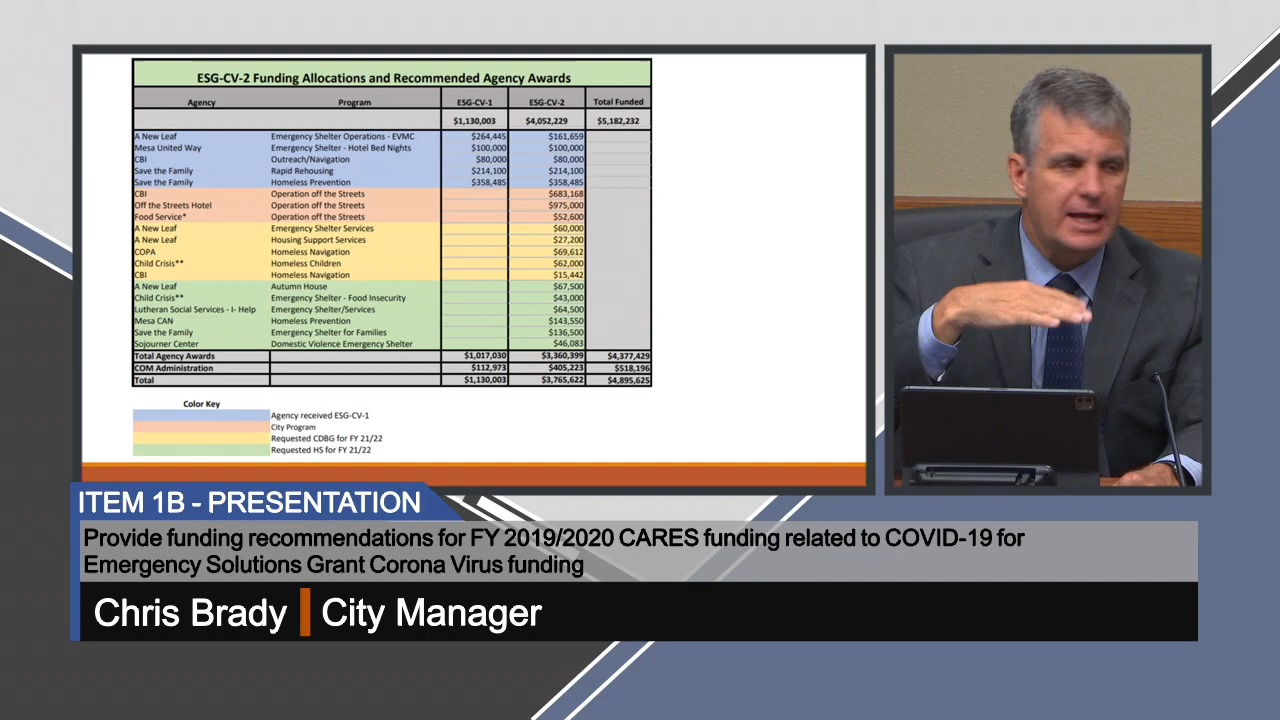 ESG-CV-2 Funding Allocations and Recommended Agency Awards
Agency Program ESG-CV-1 ESG-CV-2 Total Funded
$1,130,003 $4,052,229 $5,182,232
A New Leaf Emergency Shelter Operations - EVMC $264,445 $161,659
Mesa United Way Emergency Shelter - Hotel Bed Nights $100,000 $100,000
CBI Outreach/Navigation $80,000 $80,000
Save the Family Rapid Rehousing $214,100 $214,100
Save the Family Homeless Prevention $358,485 $358,485
CBI Operation off the Streets $683,168
Off the Streets Hotel Operation off the Streets $975,000
Food Service* Operation off the Streets $52,600
A New Leaf Emergency Shelter Services $60,000
A New Leaf Housing Support Services $27,200
COPA Homeless Navigation $69,612
Child Crisis** Homeless Children $62,000
CBI Homeless Navigation $15,442
A New Leaf Autumn House $67,500
Child Crisis** Emergency Shelter - Food Insecurity $43,000
Lutheran Social Services - I- Help Emergency Shelter/Services $64,500
Mesa CAN Homeless Prevention $143,550
Save the Family Emergency Shelter for Families $136,500
Sojourner Center Domestic Violence Emergency Shelter $46,083
Total Agency Awards $1,017,030 $3,360,399 $4,377,429
COM Administration $112,973 $405,223 $518,196
Total $1,130,003 $3,765,622 $4,895,625
Color Key
Agency received ESG-CV-1
City Program
Requested CDBG for FY 21/22
Requested HS for FY 21/22
ITEM 1B - PRESENTATION
Provide funding recommendations for FY 2019/2020 CARES funding related to COVID-19 for
Emergency Solutions Grant Corona Virus funding
Chris Brady City Manager